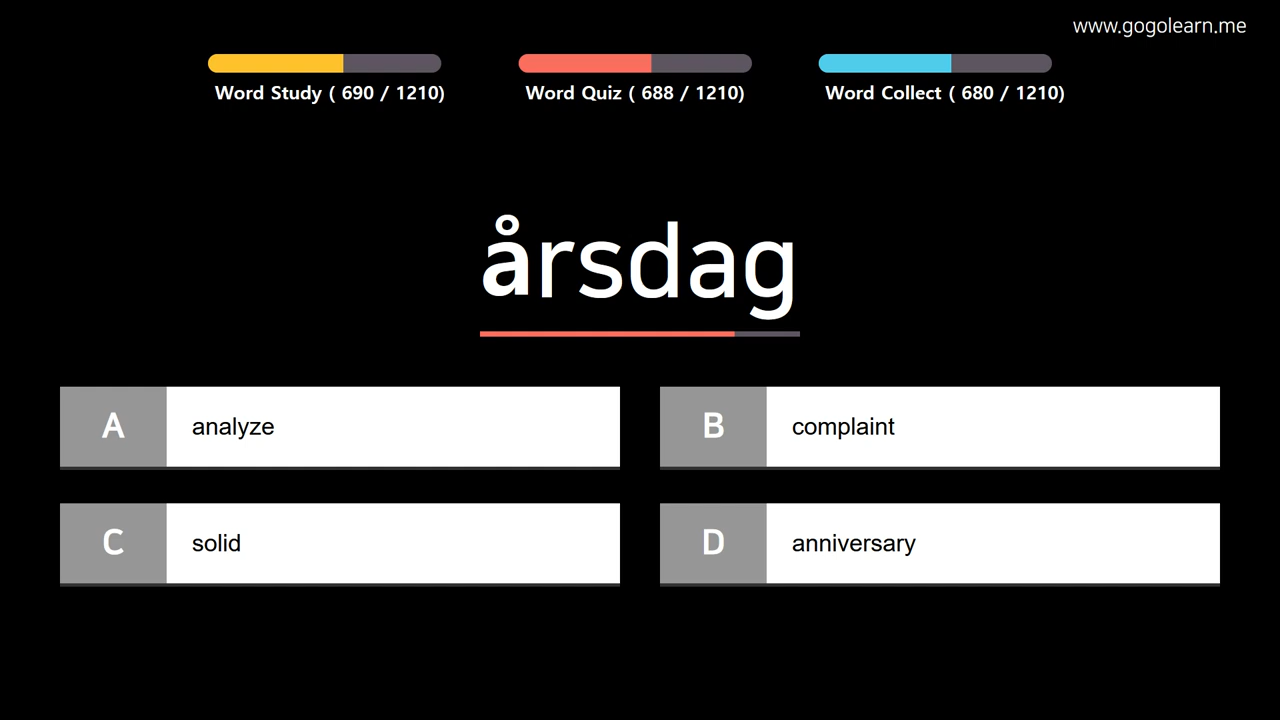 www.gogolearn.me
Word Study ( 690 / 1210)
Word Quiz ( 688 / 1210)
Word Collect ( 680 / 1210)
årsdag
A analyze
B complaint
C solid
D anniversary